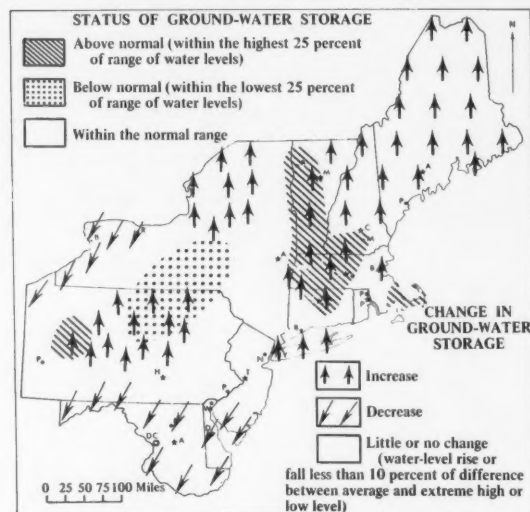 STATUS OF GROUND-WATER STORAGE
Above normal (within the highest 25 percent
of range of water levels)
Below normal (within the lowest 25 percent
of range of water levels)
Within the normal range
N
CHANGE IN
GROUND-WATER
STORAGE
Increase
Decrease
Little or no change
(water-level rise or
fall less than 10 percent of difference
between average and extreme high or
low level)
0 25 50 75 100 Miles
DC
A
H
P
T
N
B
A
M
C
A
P
B
R
B